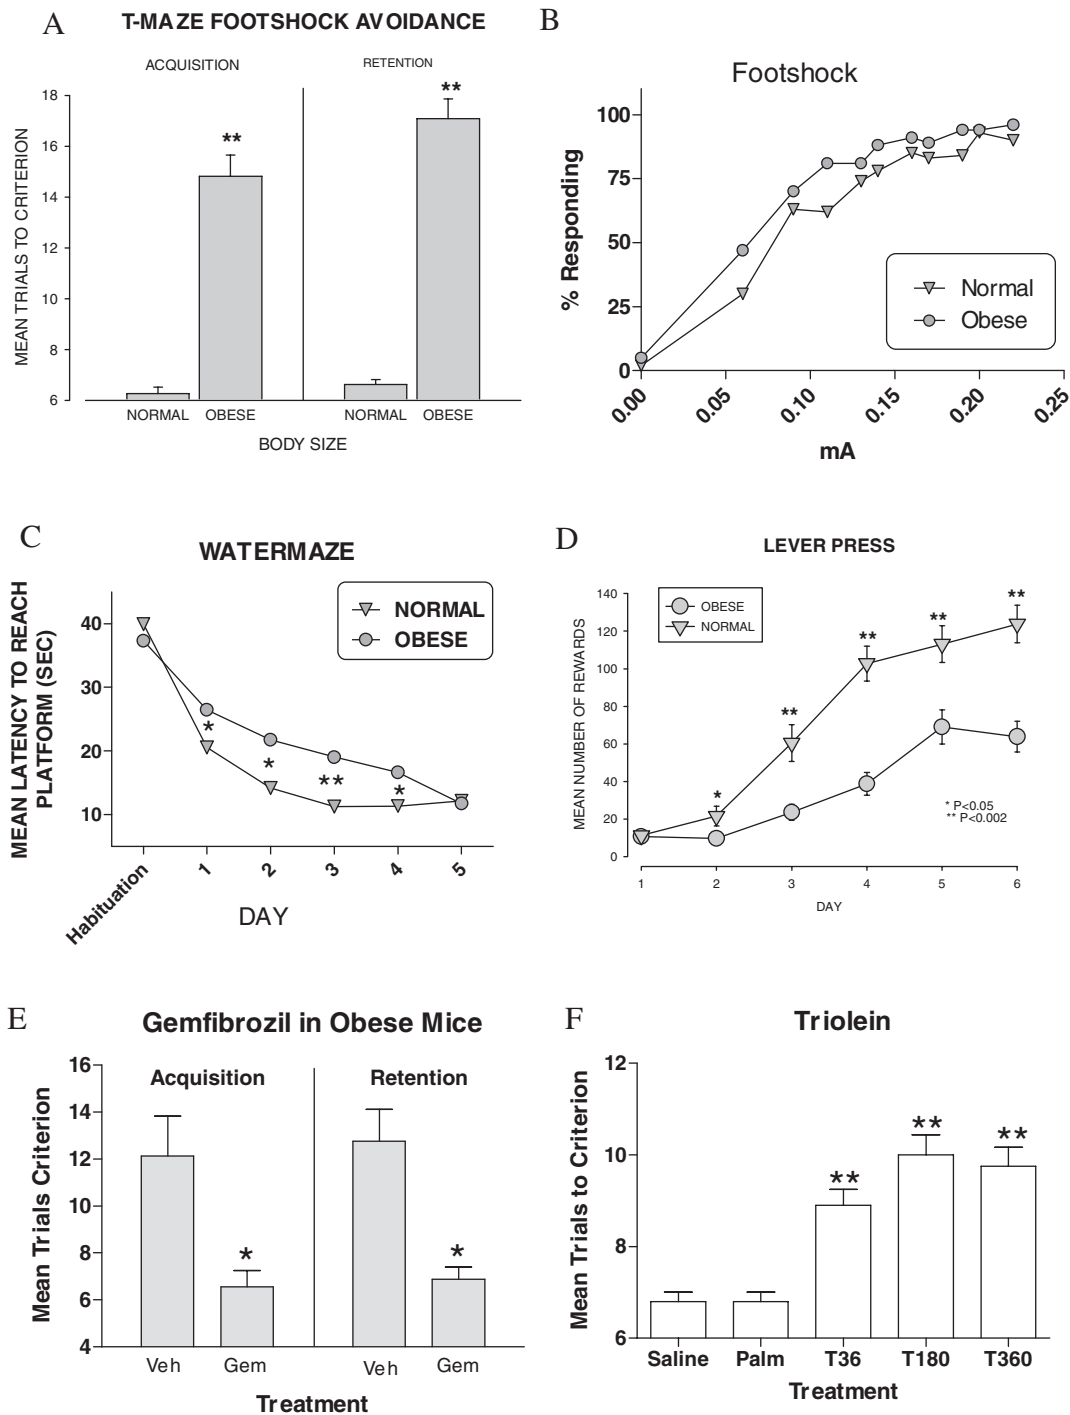 A
T-MAZE FOOTSHOCK AVOIDANCE
ACQUISITION
RETENTION
MEAN TRIALS TO CRITERION
18
16
14
12
10
8
6
**
**
NORMAL OBESE
NORMAL OBESE
BODY SIZE
B
Footshock
% Responding
100
75
50
25
0
Normal
Obese
0.00 0.05 0.10 0.15 0.20 0.25
mA
C
WATERMAZE
MEAN LATENCY TO REACH
PLATFORM (SEC)
NORMAL
OBESE
40
30
20
10
*
*
**
*
Habituation 1 2 3 4 5
DAY
D
LEVER PRESS
MEAN NUMBER OF REWARDS
OBESE
NORMAL
140
120
100
80
60
40
20
0
*
**
**
**
**
* P<0.05
** P<0.002
1 2 3 4 5 6
DAY
E
Gemfibrozil in Obese Mice
Acquisition
Retention
Mean Trials Criterion
16
14
12
10
8
6
4
*
*
Veh Gem
Veh Gem
Treatment
F
Triolein
Mean Trials to Criterion
12
10
8
6
**
**
**
Saline Palm T36 T180 T360
Treatment